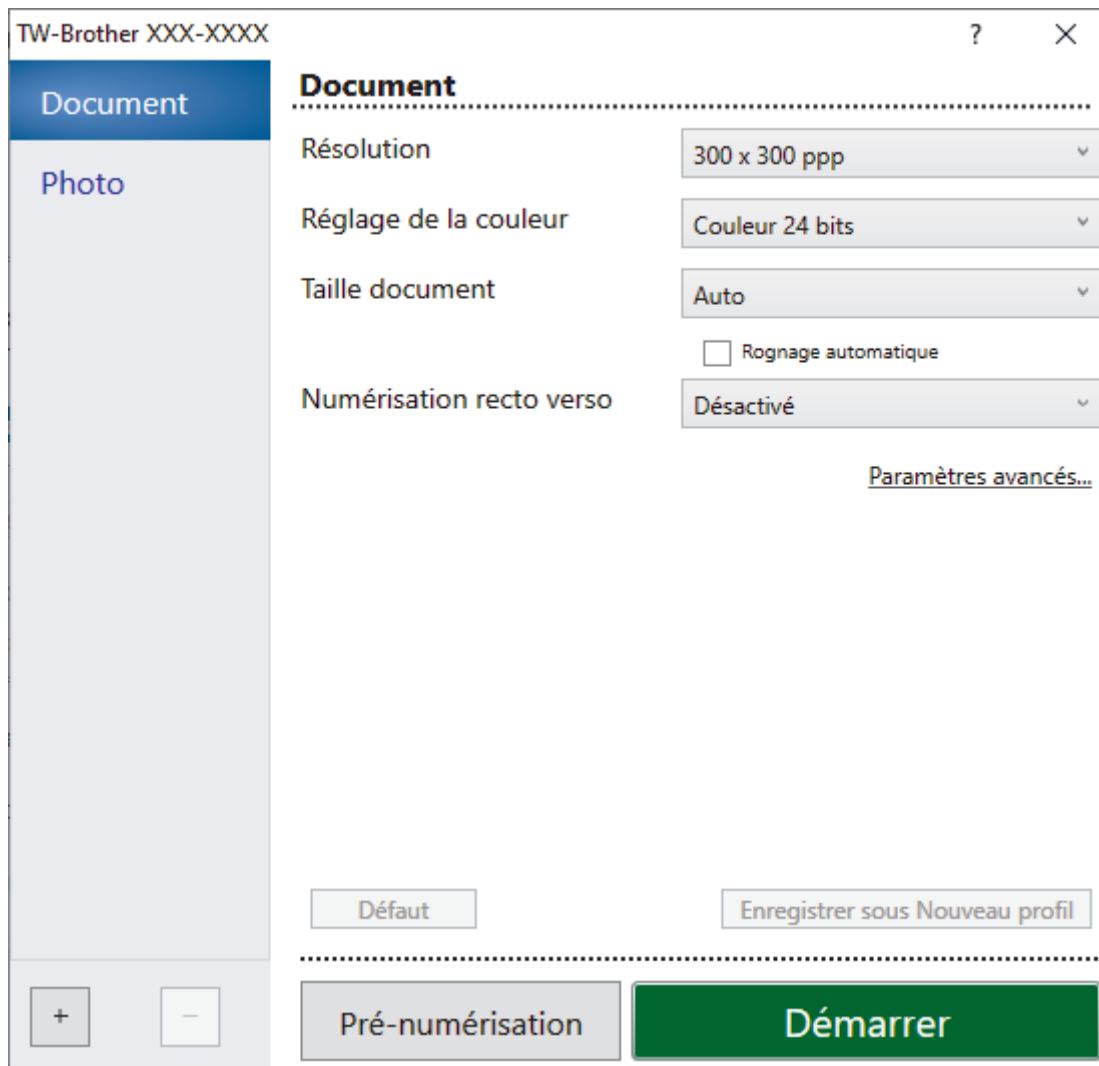 TW-Brother XXX-XXXX ? ×
Document
Photo
Document
Résolution 300 x 300 ppp
Réglage de la couleur Couleur 24 bits
Taille document Auto
Rognage automatique
Numérisation recto verso Désactivé
Paramètres avancés...
Défaut Enregistrer sous Nouveau profil
+ − Pré-numérisation Démarrer